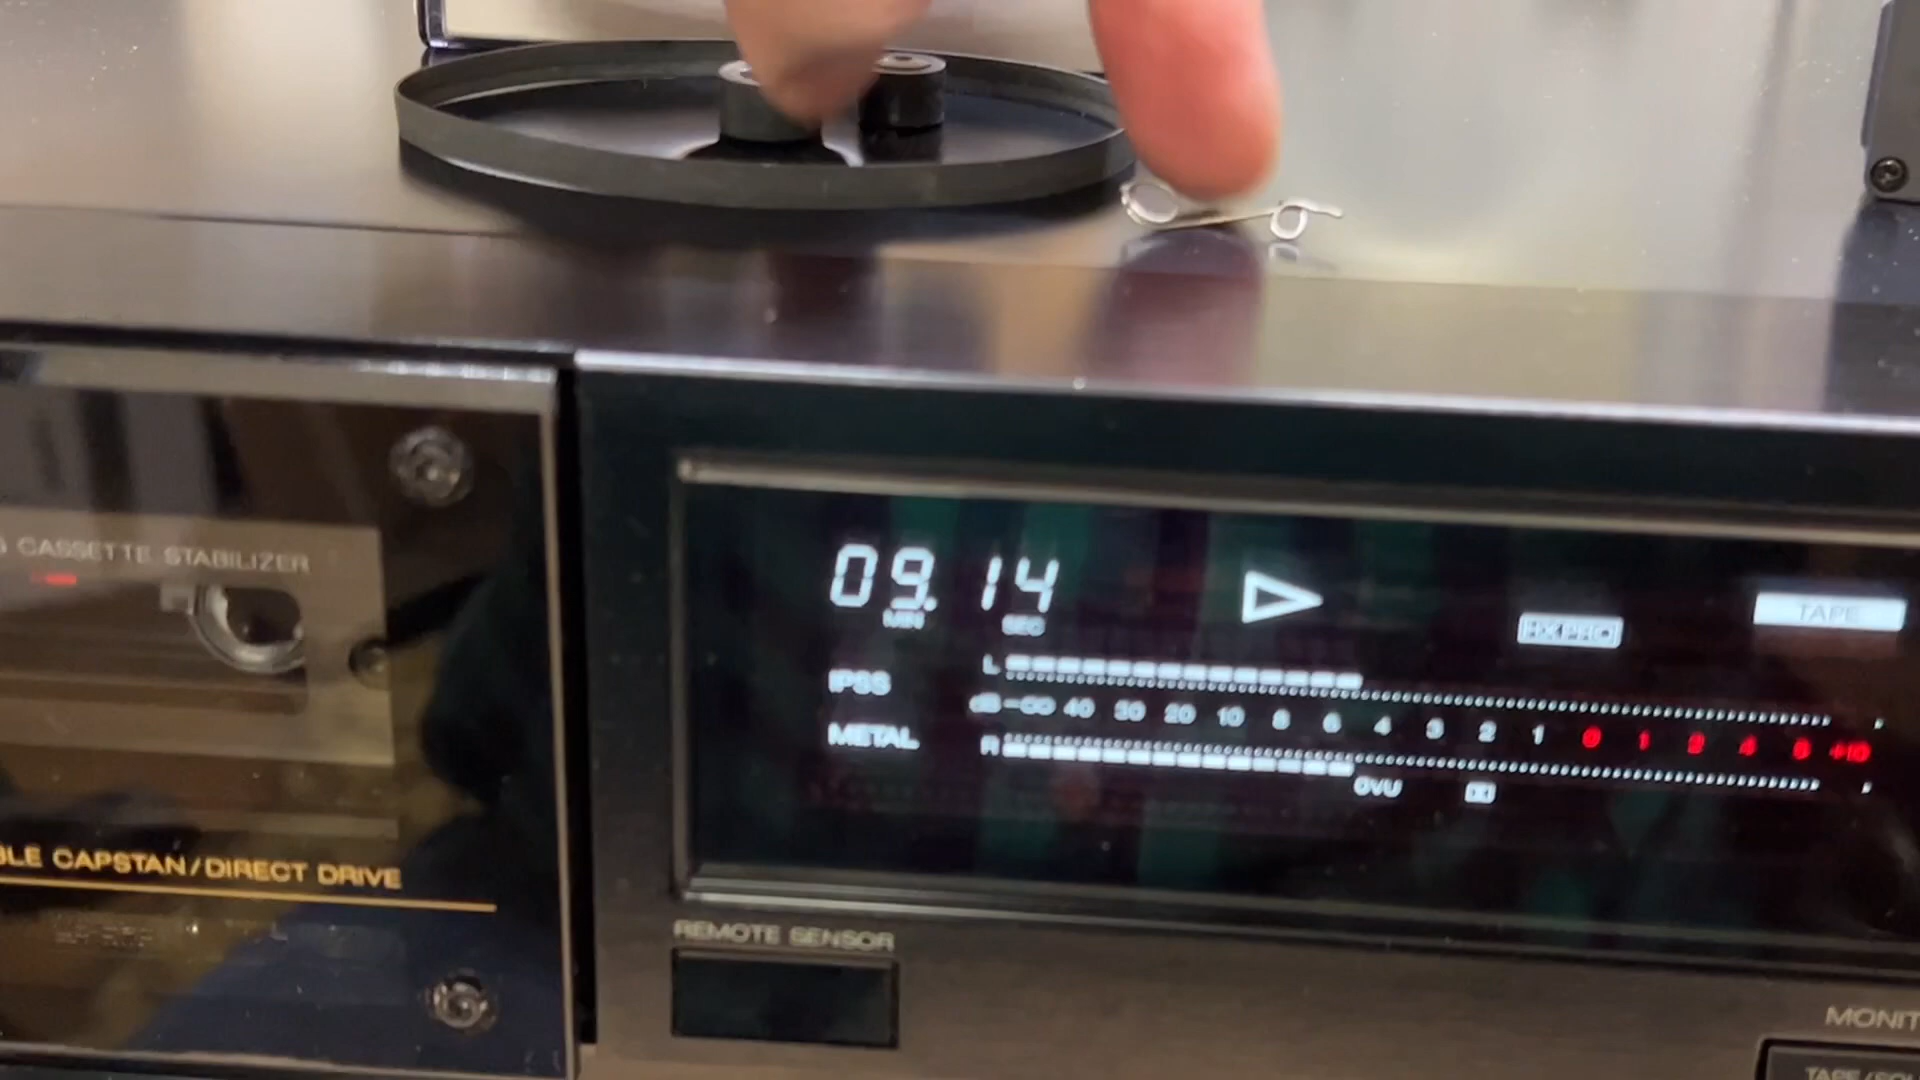 CASSETTE STABILIZER
CAPSTAN/DIRECT DRIVE
09. 14
MIN SEC
HX PRO
TAPE
IPSS
METAL
L
dB -∞ 40 30 20 10 8 6 4 3 2 1 0 1 2 4 6 +10
R
0VU
REMOTE SENSOR